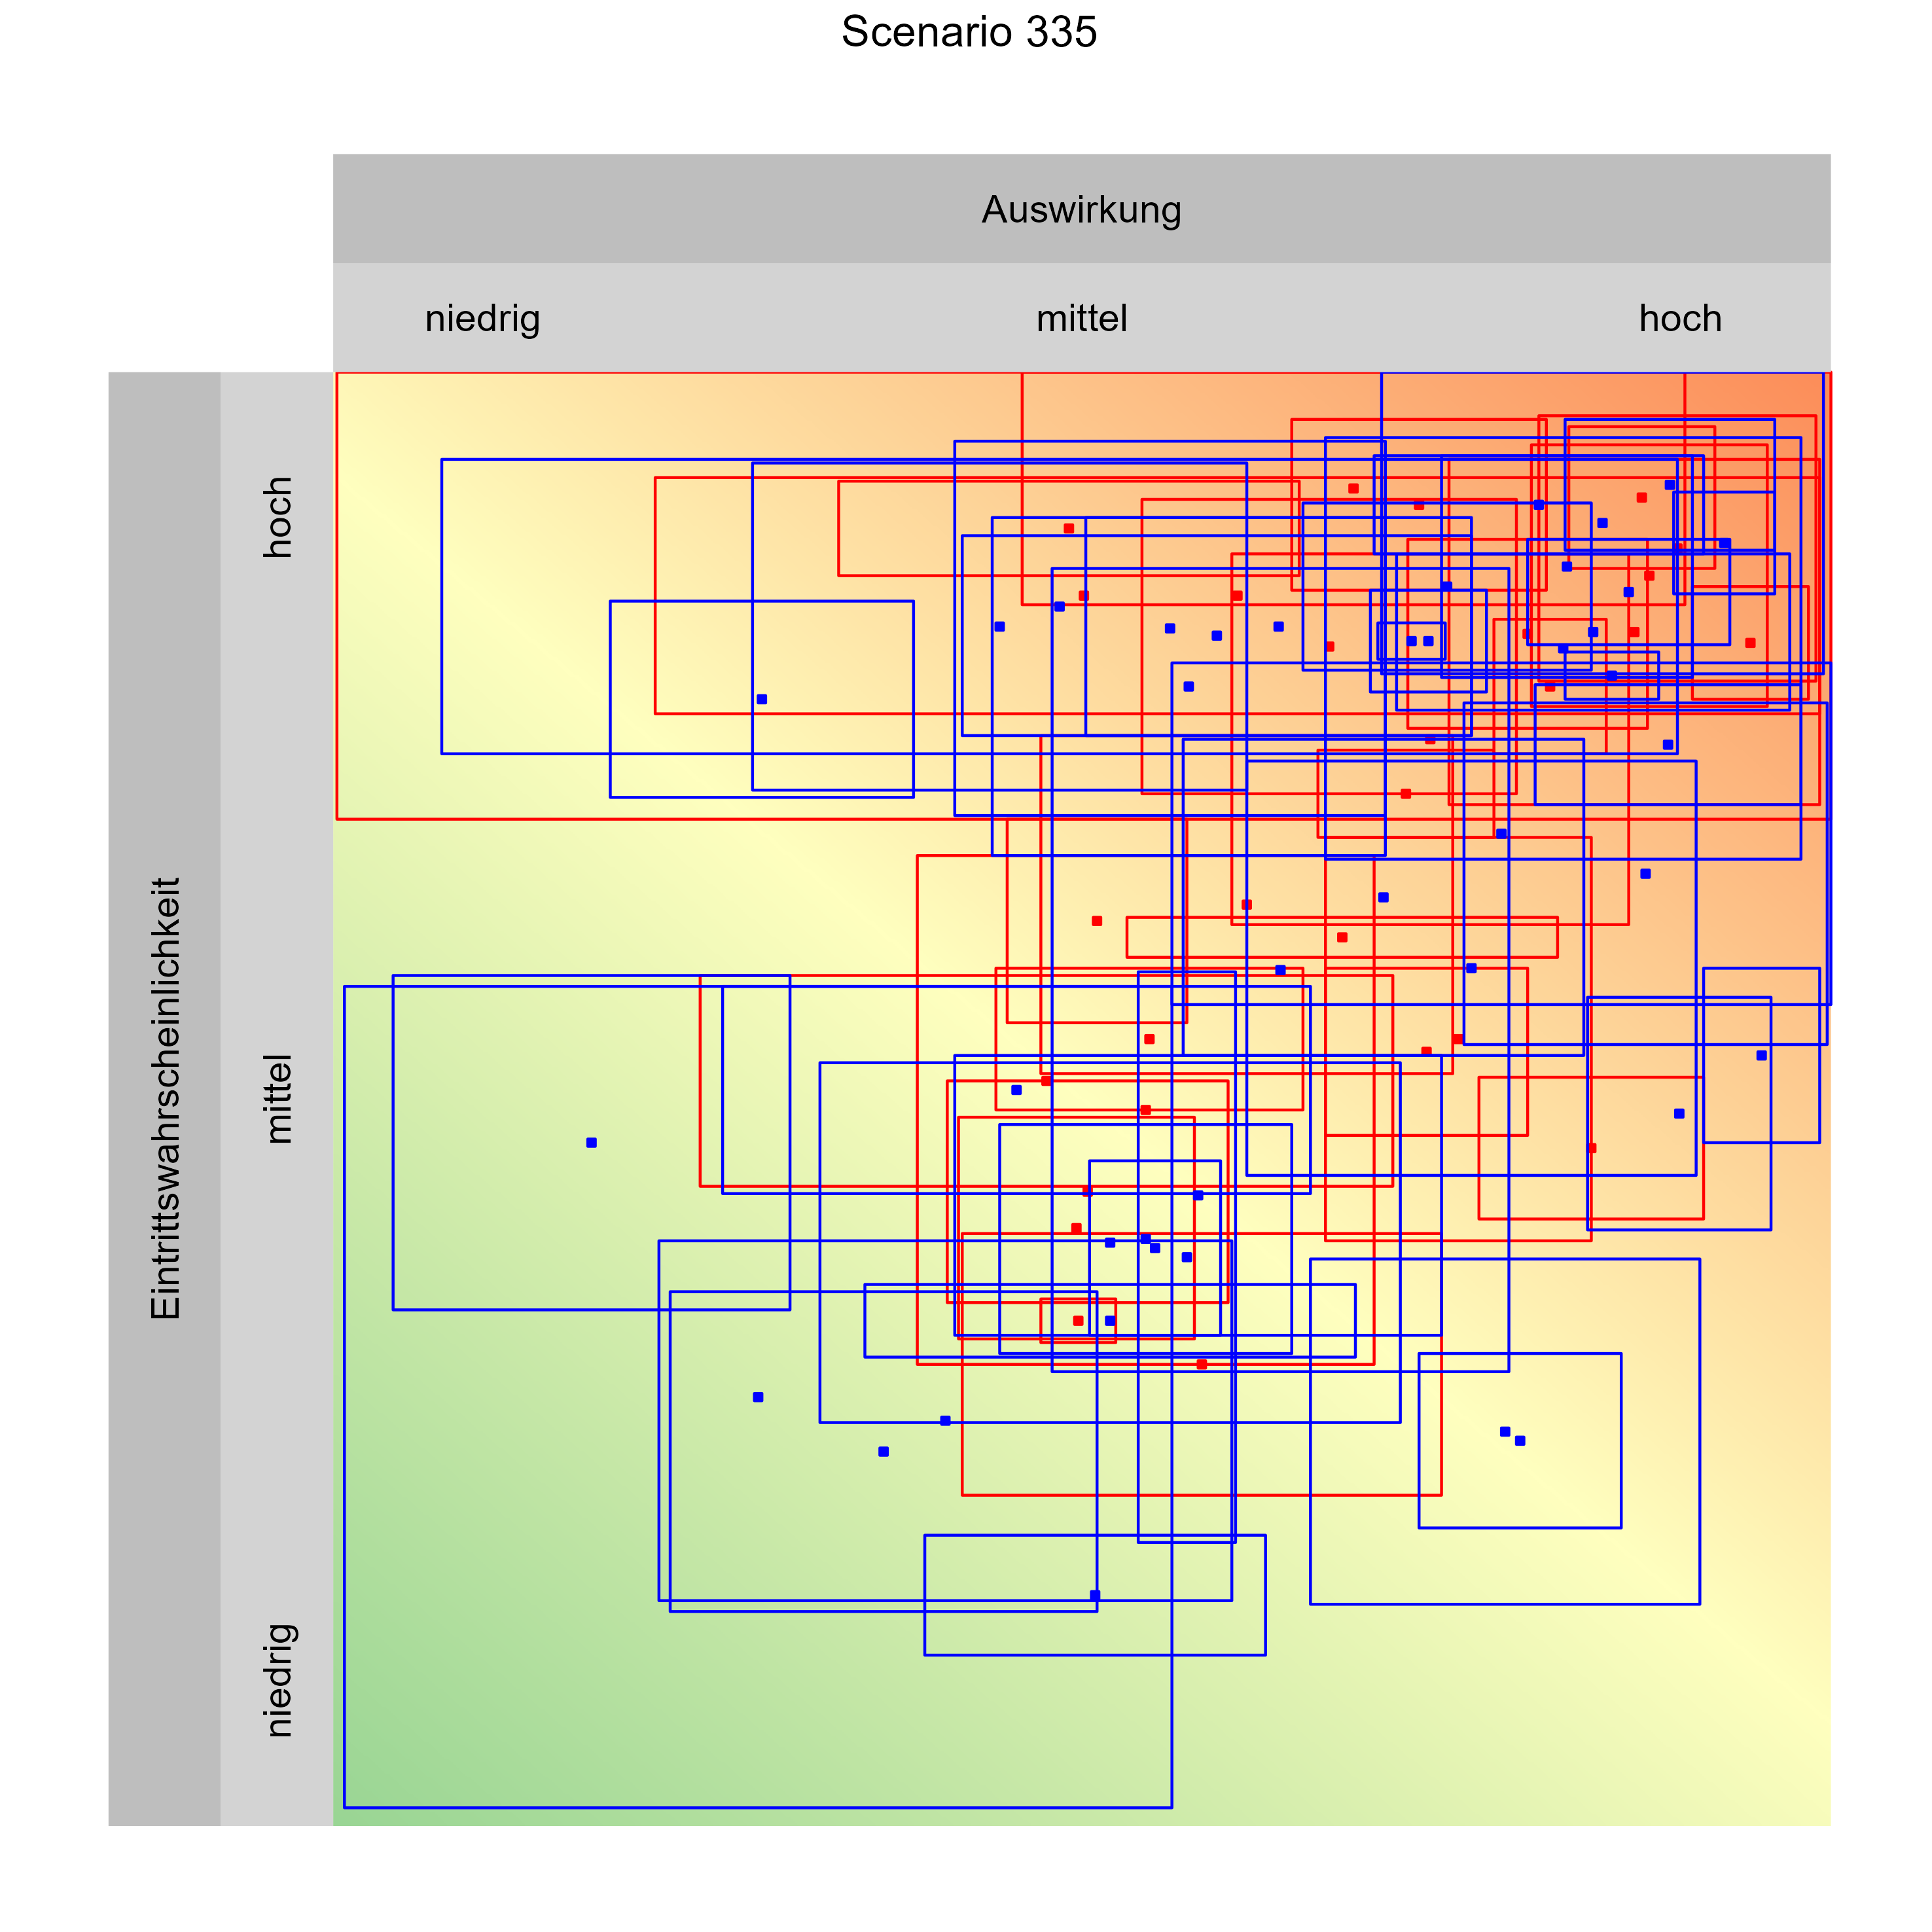 Scenario 335
Auswirkung
niedrig
mittel
hoch
Eintrittswahrscheinlichkeit
hoch
mittel
niedrig